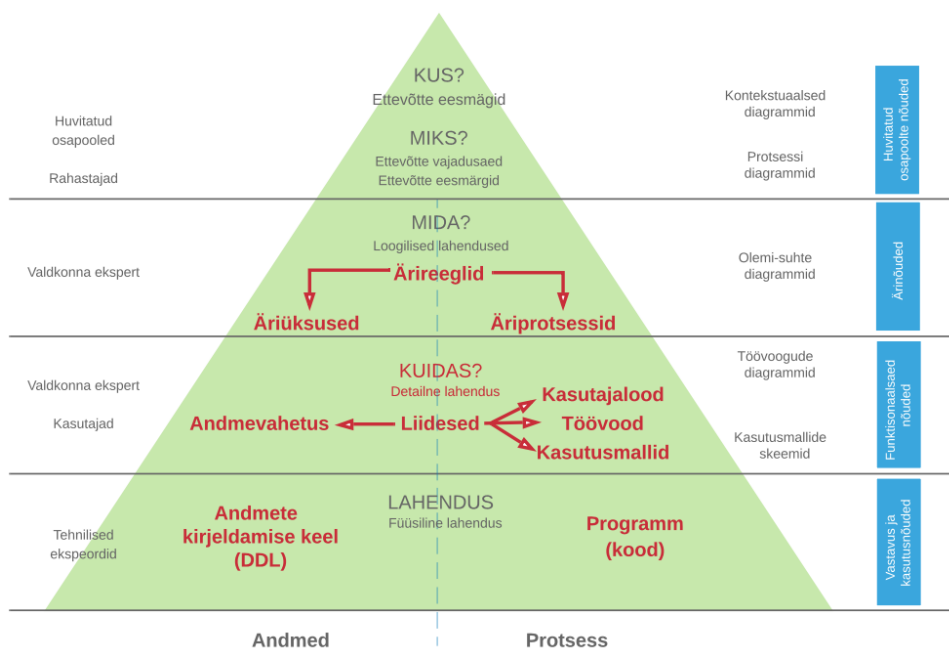 KUS?
Ettevõtte eesmägid
MIKS?
Ettevõtte vajadusaed
Ettevõtte eesmärgid
Huvitatud
osapooled
Rahastajad
Kontekstuaalsed
diagrammid
Protsessi
diagrammid
Huvitatud
osapoolte nõuded
MIDA?
Loogilised lahendused
Ärireeglid
Äriüksused
Äriprotsessid
Valdkonna ekspert
Olemi-suhte
diagrammid
Ärinõuded
KUIDAS?
Detailne lahendus
Andmevahetus
Liidesed
Kasutajalood
Töövood
Kasutusmallid
Valdkonna ekspert
Kasutajad
Töövoogude
diagrammid
Kasutusmallide
skeemid
Funktisonaalsaed
nõuded
LAHENDUS
Füüsiline lahendus
Andmete
kirjeldamise keel
(DDL)
Programm
(kood)
Tehnilised
ekspeordid
Vastavus ja
kasutusnõuded
Andmed
Protsess